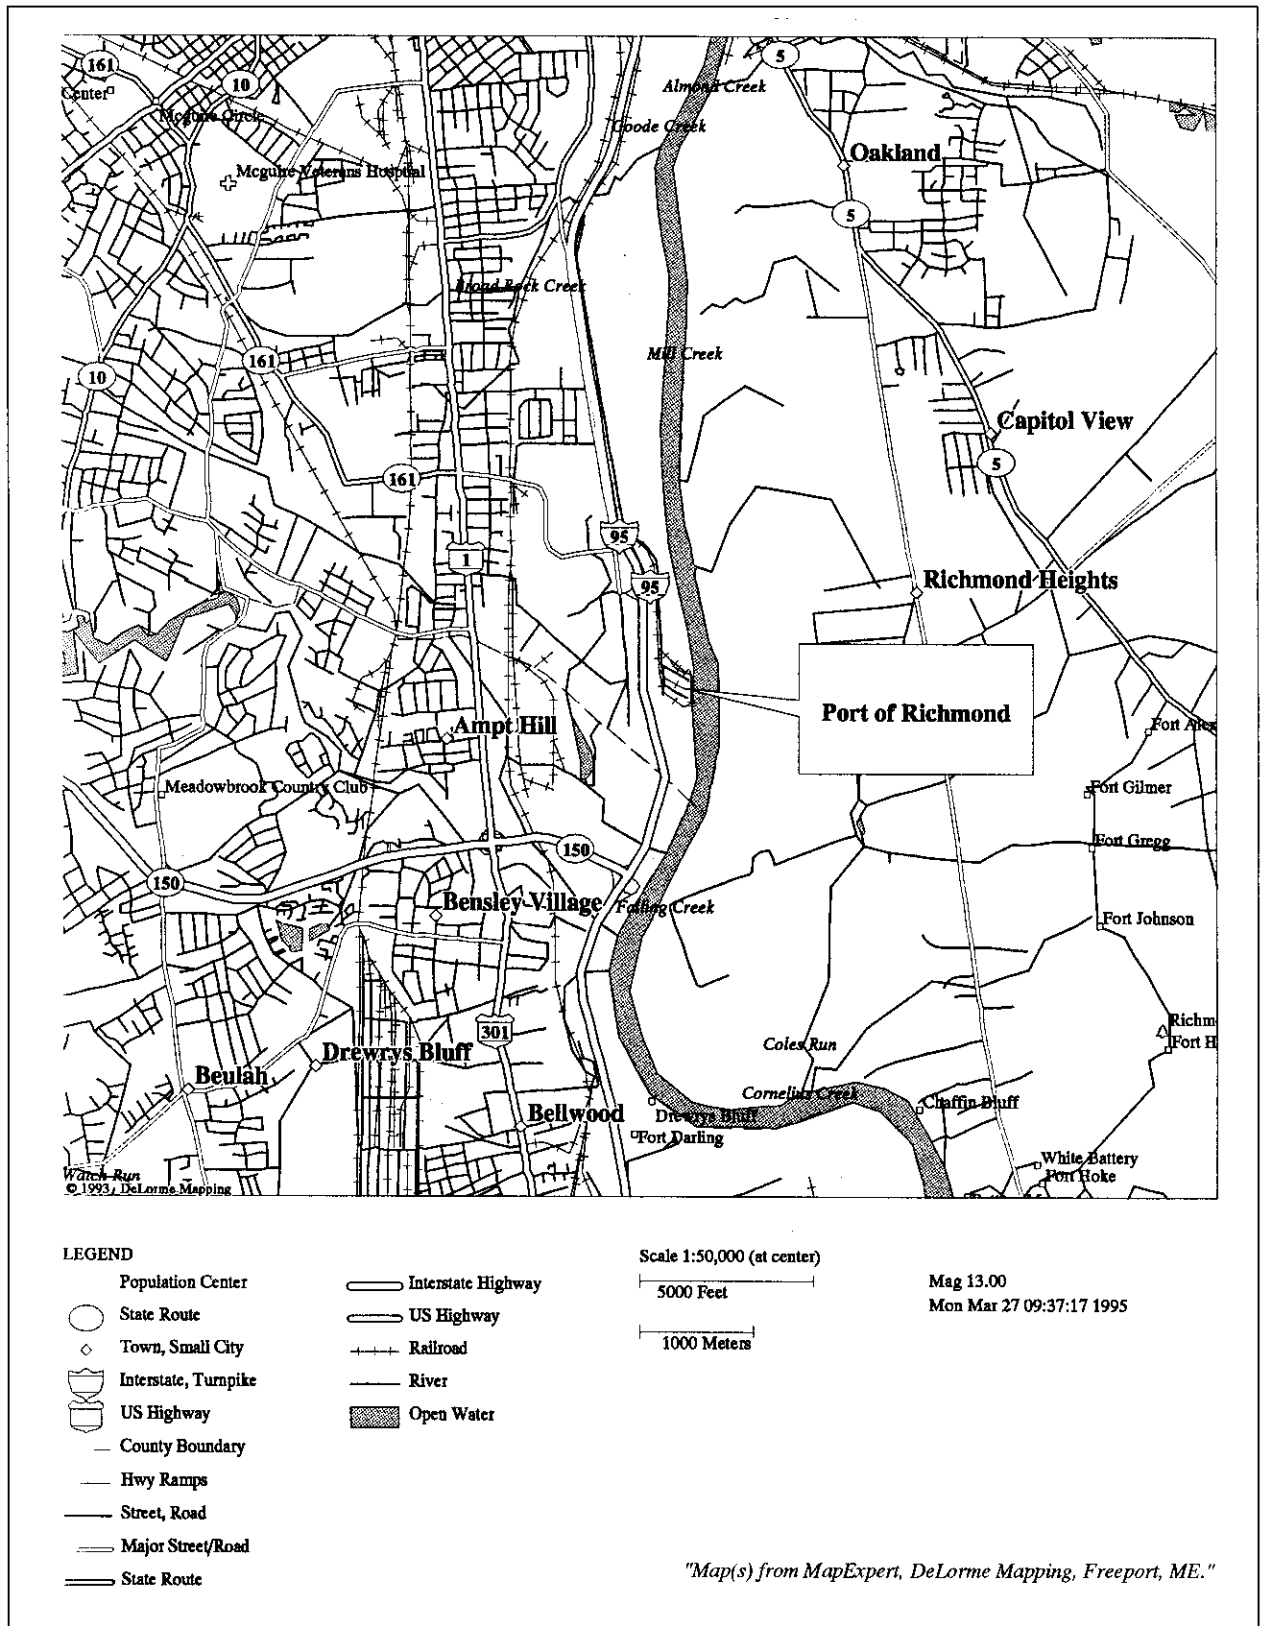 161
10
5
Center
Mcguire Circle
Almond Creek
Goode Creek
Oakland
Mcguire Veterans Hospital
5
Broad Rock Creek
161
Mill Creek
10
Capitol View
5
161
95
1
95
Richmond Heights
Port of Richmond
Ampt Hill
Fort Alex
Meadowbrook Country Club
Fort Gilmer
150
Fort Gregg
150
Bensley Village
Falling Creek
Fort Johnson
301
Richm
Coles Run
Fort H
Drewrys Bluff
Beulah
Cornelius Creek
Bellwood
Drewrys Bluff
Chaffin Bluff
Fort Darling
White Battery
Fort Hoke
Watch Run
© 1993, DeLorme Mapping
LEGEND
Population Center
State Route
Town, Small City
Interstate, Turnpike
US Highway
County Boundary
Hwy Ramps
Street, Road
Major Street/Road
State Route
Interstate Highway
US Highway
Railroad
River
Open Water
Scale 1:50,000 (at center)
5000 Feet
1000 Meters
Mag 13.00
Mon Mar 27 09:37:17 1995
"Map(s) from MapExpert, DeLorme Mapping, Freeport, ME."